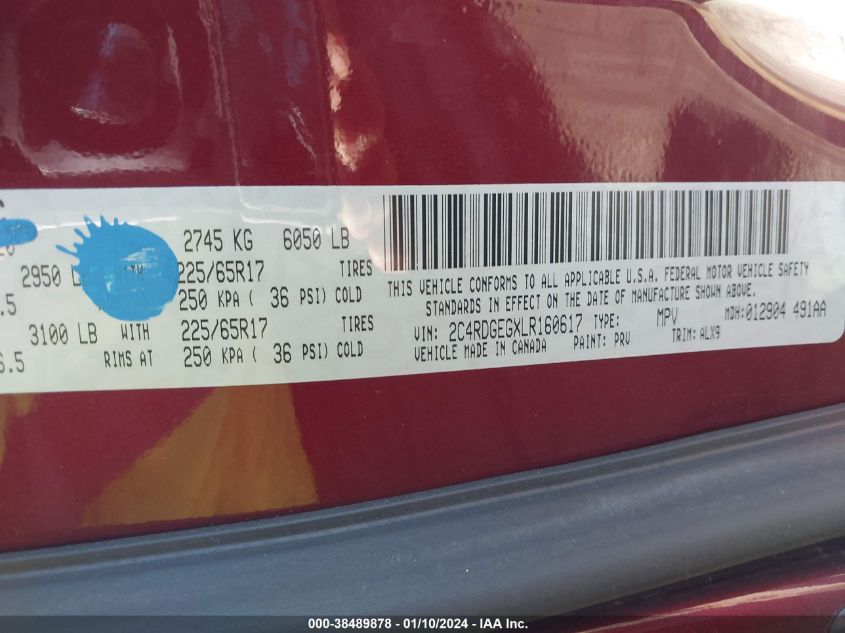 2745 KG 6050 LB
2950 225/65R17 TIRES
.5 250 KPA ( 36 PSI) COLD
3100 LB WITH 225/65R17 TIRES
6.5 RIMS AT 250 KPA ( 36 PSI) COLD
THIS VEHICLE CONFORMS TO ALL APPLICABLE U.S.A. FEDERAL MOTOR VEHICLE SAFETY
STANDARDS IN EFFECT ON THE DATE OF MANUFACTURE SHOWN ABOVE.
VIN: 2C4RDGEGXLR160617 TYPE: MPV MDH:012904 491AA
VEHICLE MADE IN CANADA PAINT: PRV TRIM: ALX9
000-38489878 - 01/10/2024 - IAA Inc.